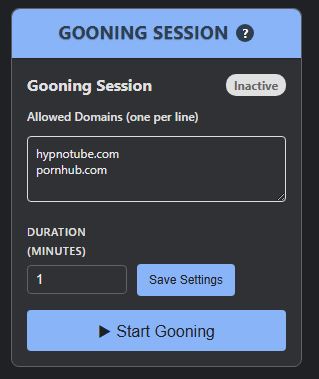 GOONING SESSION ?
Gooning Session
Inactive
Allowed Domains (one per line)
hypnotube.com
pornhub.com
DURATION
(MINUTES)
1
Save Settings
▶ Start Gooning